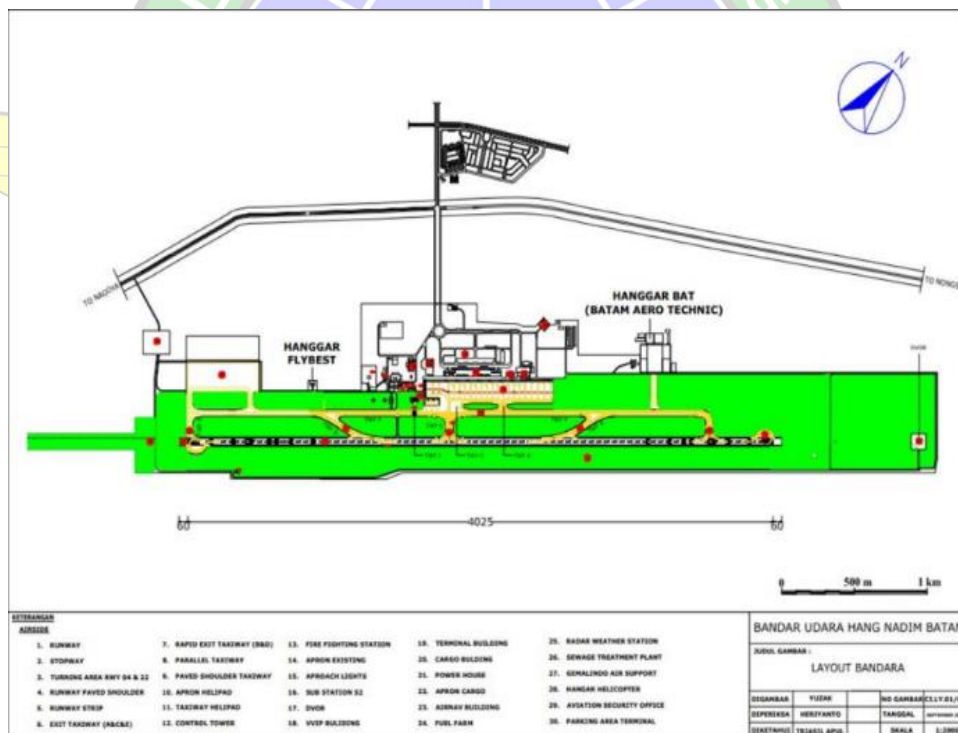 N
TO NAGOYA
TO NONGSA
HANGGAR BAT
(BATAM AERO TECHNIC)
HANGGAR
FLYBEST
DVOR
60
4025
60
0 500 m 1 km
KETERANGAN
AIRSIDE
1. RUNWAY
2. STOPWAY
3. TURNING AREA RWY 04 & 22
4. RUNWAY PAVED SHOULDER
5. RUNWAY STRIP
6. EXIT TAXIWAY (A&C&E)
7. RAPID EXIT TAXIWAY (B&D)
8. PARALLEL TAXIWAY
9. PAVED SHOULDER TAXIWAY
10. APRON HELIPAD
11. TAXIWAY HELIPAD
12. CONTROL TOWER
13. FIRE FIGHTING STATION
14. APRON EXISTING
15. APROACH LIGHTS
16. SUB STATION S2
17. DVOR
18. VVIP BULIDING
19. TERMINAL BUILDING
20. CARGO BULDING
21. POWER HOUSE
22. APRON CARGO
23. AIRNAV BUILDING
24. FUEL FARM
25. RADAR WEATHER STATION
26. SEWAGE TREATMENT PLANT
27. GEMALINDO AIR SUPPORT
28. HANGAR HELICOPTER
29. AVIATION SECURITY OFFICE
30. PARKING AREA TERMINAL
BANDAR UDARA HANG NADIM BATAM
JUDUL GAMBAR :
LAYOUT BANDARA
DIGAMBAR YUZAK NO GAMBAR
DIPERIKSA HERIYANTO TANGGAL
DIKETAHUI SKALA